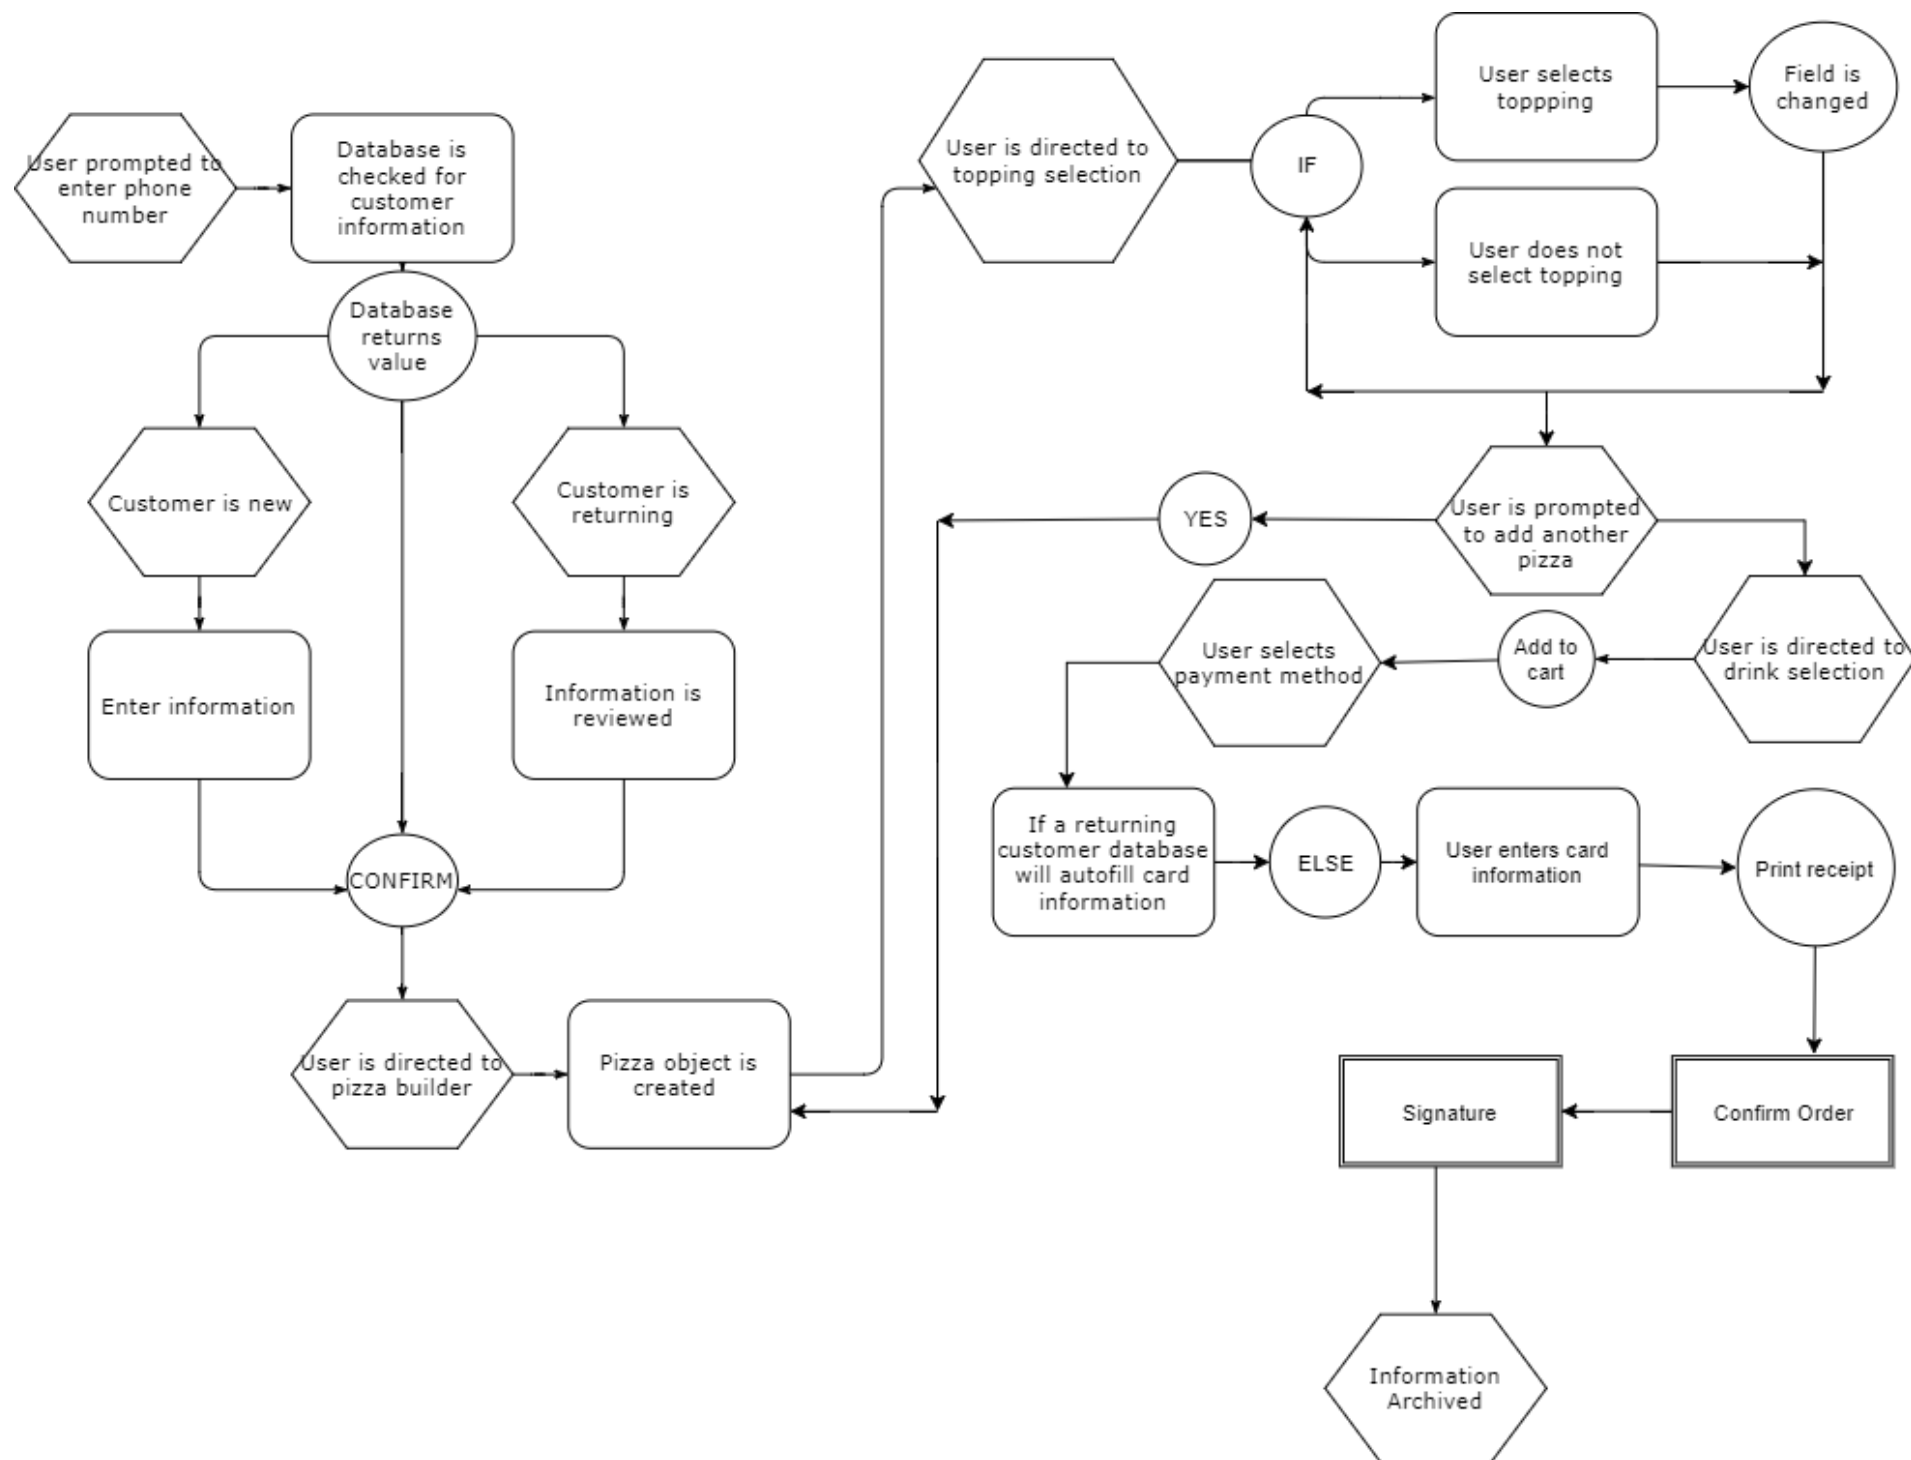 User prompted to
enter phone
number
Database is
checked for
customer
information
Database
returns
value
Customer is new
Customer is
returning
Enter information
Information is
reviewed
CONFIRM
User is directed to
pizza builder
Pizza object is
created
User is directed to
topping selection
IF
User selects
toppping
Field is
changed
User does not
select topping
User is prompted
to add another
pizza
YES
User is directed to
drink selection
Add to
cart
User selects
payment method
If a returning
customer database
will autofill card
information
ELSE
User enters card
information
Print receipt
Confirm Order
Signature
Information
Archived